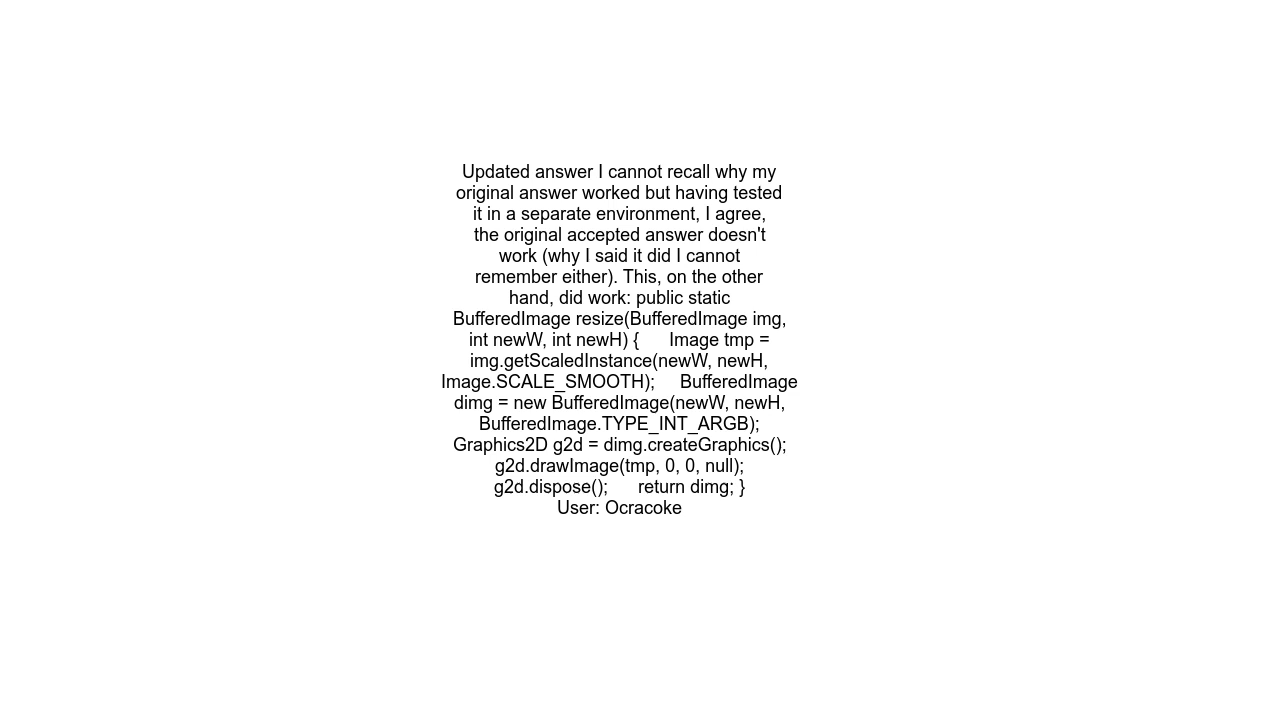 Updated answer I cannot recall why my
original answer worked but having tested
it in a separate environment, I agree,
the original accepted answer doesn't
work (why I said it did I cannot
remember either). This, on the other
hand, did work: public static
BufferedImage resize(BufferedImage img,
int newW, int newH) {      Image tmp =
img.getScaledInstance(newW, newH,
Image.SCALE_SMOOTH);     BufferedImage
dimg = new BufferedImage(newW, newH,
BufferedImage.TYPE_INT_ARGB);
Graphics2D g2d = dimg.createGraphics();
g2d.drawImage(tmp, 0, 0, null);
g2d.dispose();      return dimg; }
User: Ocracoke